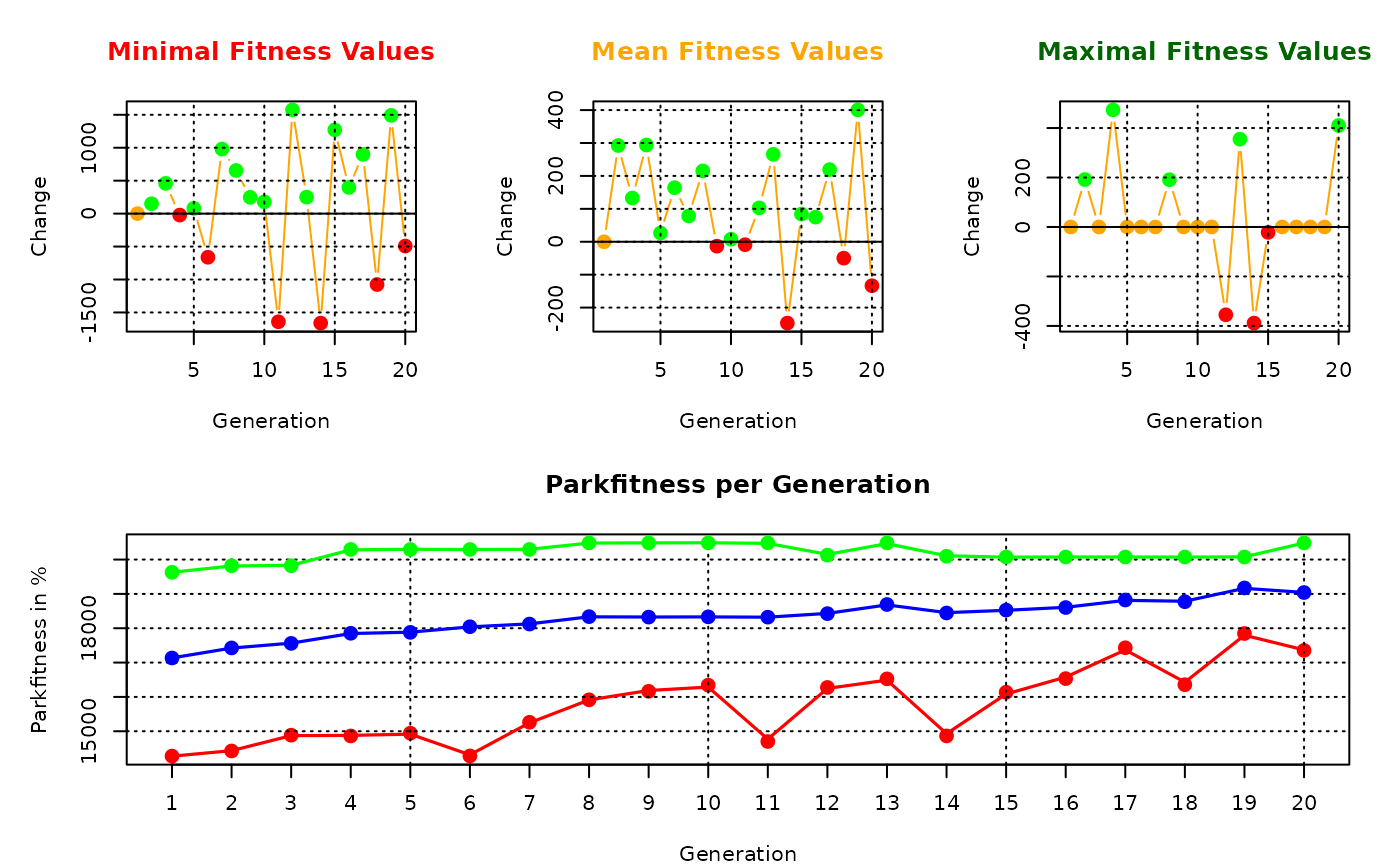 Minimal Fitness Values
Change
1000
0
-1500
5 10 15 20
Generation
Mean Fitness Values
Change
400
200
0
-200
5 10 15 20
Generation
Maximal Fitness Values
Change
200
0
-400
5 10 15 20
Generation
Parkfitness per Generation
Parkfitness in %
18000
15000
1 2 3 4 5 6 7 8 9 10 11 12 13 14 15 16 17 18 19 20
Generation